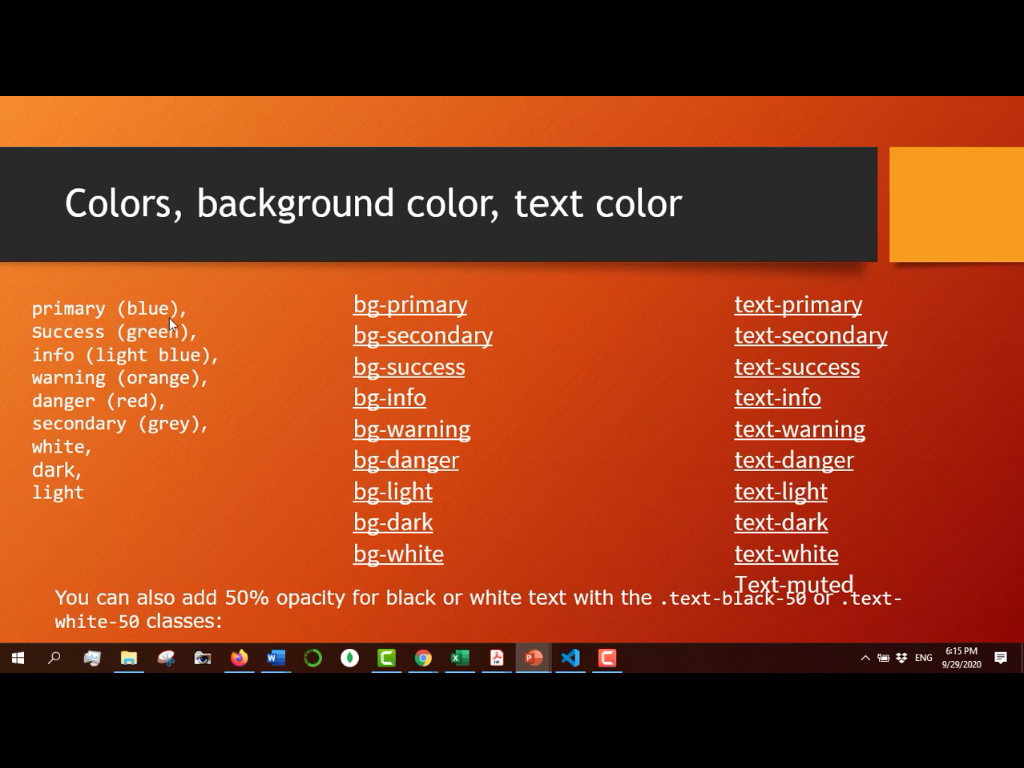 Colors, background color, text color
primary (blue),
Success (green),
info (light blue),
warning (orange),
danger (red),
secondary (grey),
white,
dark,
light
bg-primary
bg-secondary
bg-success
bg-info
bg-warning
bg-danger
bg-light
bg-dark
bg-white
text-primary
text-secondary
text-success
text-info
text-warning
text-danger
text-light
text-dark
text-white
Text-muted
You can also add 50% opacity for black or white text with the .text-black-50 or .text-
white-50 classes:
ENG
6:15 PM
9/29/2020